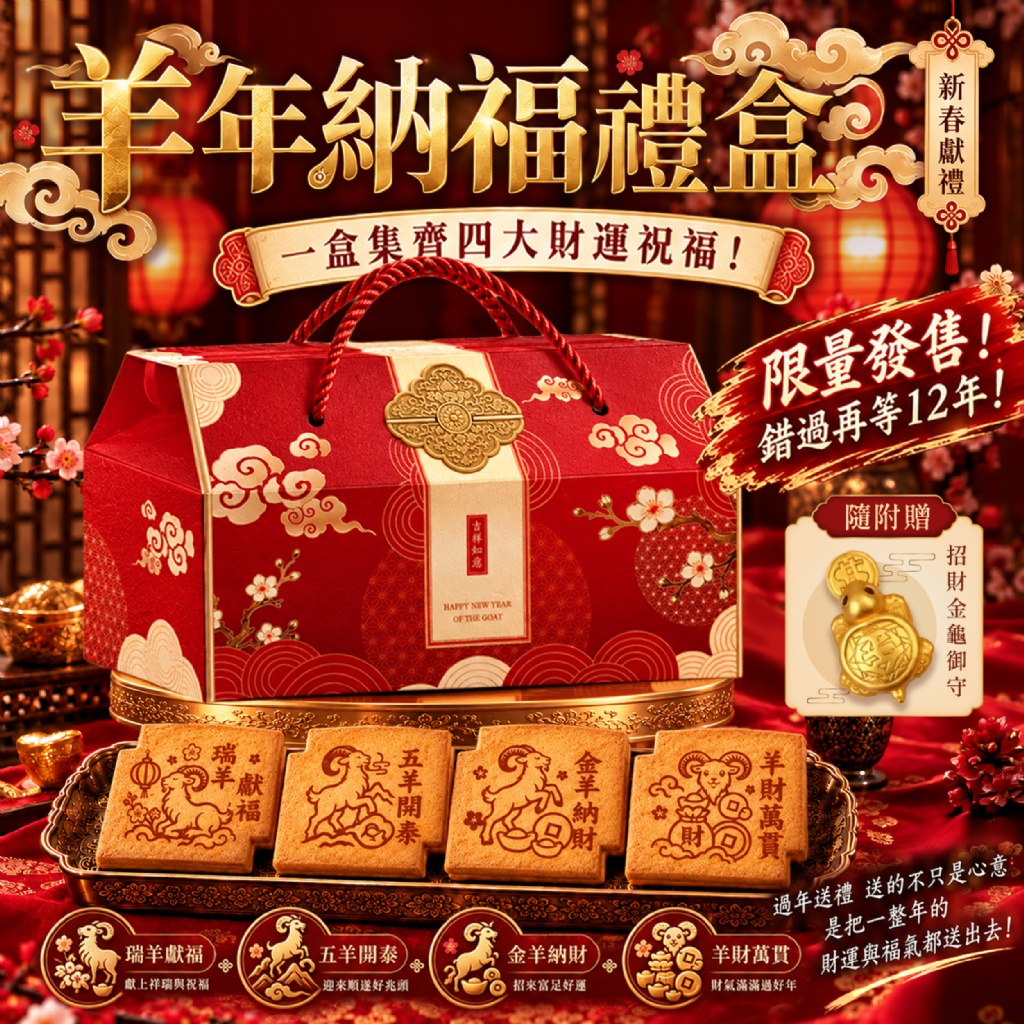 羊年納福禮盒
新春獻禮
一盒集齊四大財運祝福！
限量發售！
錯過再等12年！
隨附贈
招財金龜御守
吉祥如意
HAPPY NEW YEAR
OF THE GOAT
瑞羊
獻福
五羊開泰
金羊納財
羊財萬貫
財
過年送禮 送的不只是心意
是把一整年的
財運與福氣都送出去！
瑞羊獻福
獻上祥瑞與祝福
五羊開泰
迎來順遂好兆頭
金羊納財
招來富足好運
羊財萬貫
財氣滿滿過好年